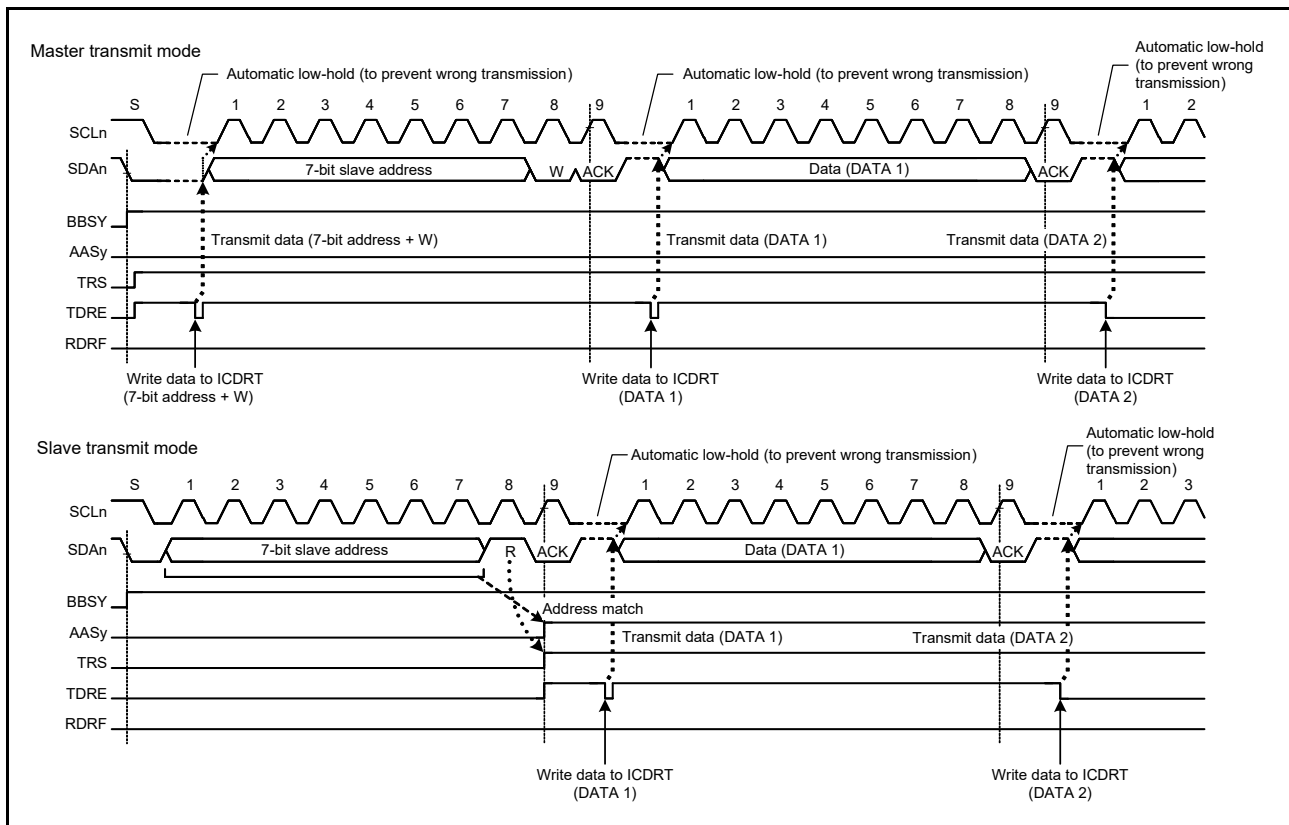 Master transmit mode
Automatic low-hold (to prevent wrong transmission)
Automatic low-hold (to prevent wrong transmission)
Automatic low-hold
(to prevent wrong
transmission)
S 1 2 3 4 5 6 7 8 9 1 2 3 4 5 6 7 8 9 1 2
SCLn
SDAn 7-bit slave address W ACK Data (DATA 1) ACK
BBSY
Transmit data (7-bit address + W) Transmit data (DATA 1) Transmit data (DATA 2)
AASy
TRS
TDRE
RDRF
Write data to ICDRT
(7-bit address + W)
Write data to ICDRT
(DATA 1)
Write data to ICDRT
(DATA 2)
Slave transmit mode
Automatic low-hold (to prevent wrong transmission)
Automatic low-hold
(to prevent wrong
transmission)
S 1 2 3 4 5 6 7 8 9 1 2 3 4 5 6 7 8 9 1 2 3
SCLn
SDAn 7-bit slave address R ACK Data (DATA 1) ACK
BBSY
Address match
AASy
Transmit data (DATA 1) Transmit data (DATA 2)
TRS
TDRE
RDRF
Write data to ICDRT
(DATA 1)
Write data to ICDRT
(DATA 2)